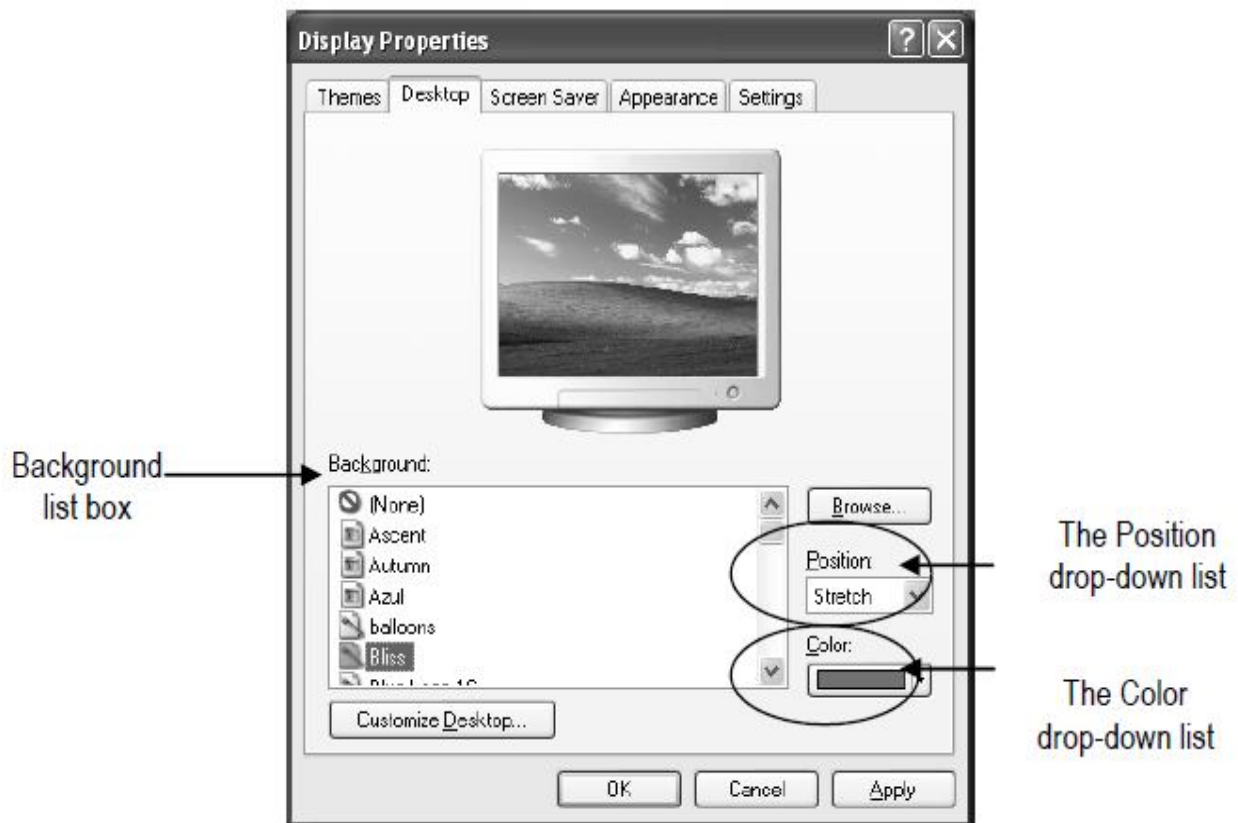 Display Properties
Themes Desktop Screen Saver Appearance Settings
Background
list box
Background:
(None)
Ascent
Autumn
Azul
balloons
Bliss
Browse...
Position:
Stretch
Color:
The Position
drop-down list
The Color
drop-down list
Customize Desktop...
OK Cancel Apply